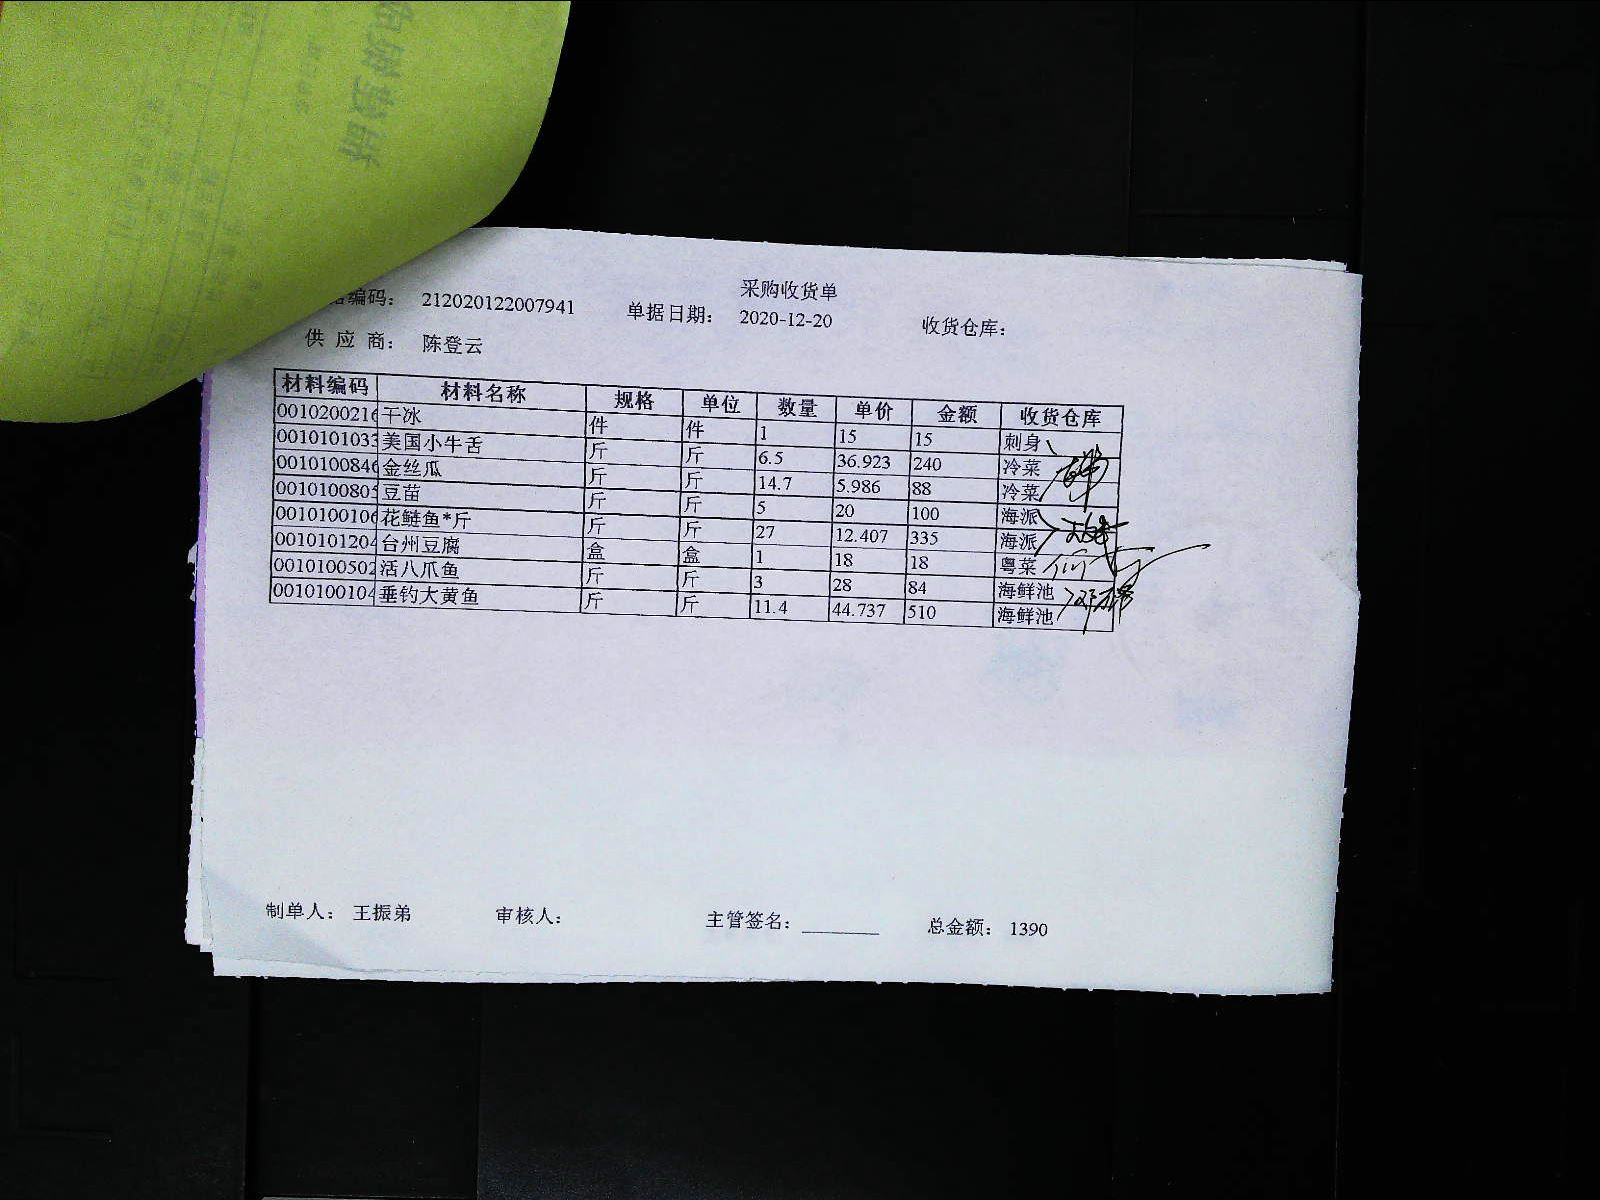 采购收货单
编码： 212020122007941 单据日期： 2020-12-20 收货仓库：
供 应 商： 陈登云
材料编码 材料名称 规格 单位 数量 单价 金额 收货仓库
001020021 干冰 件 件 1 15 15 刺身
001010103 美国小牛舌 斤 斤 6.5 36.923 240 冷菜
001010084 金丝瓜 斤 斤 14.7 5.986 88 冷菜
001010080 豆苗 斤 斤 5 20 100 海派
001010010 花鲢鱼*斤 斤 斤 27 12.407 335 海派
001010120 台州豆腐 盒 盒 1 18 18 粤菜
001010050 活八爪鱼 斤 斤 3 28 84 海鲜池
001010010 垂钓大黄鱼 斤 斤 11.4 44.737 510 海鲜池
制单人： 王振弟 审核人： 主管签名： 总金额： 1390